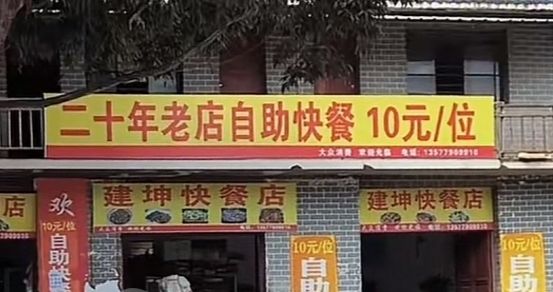 二十年老店自助快餐 10元/位
大众消费 欢迎光临 电话:13577989910
店
建坤快餐店
建坤快餐店
欢
10元/位
自助快
10元/位
自助
10元/位
自助